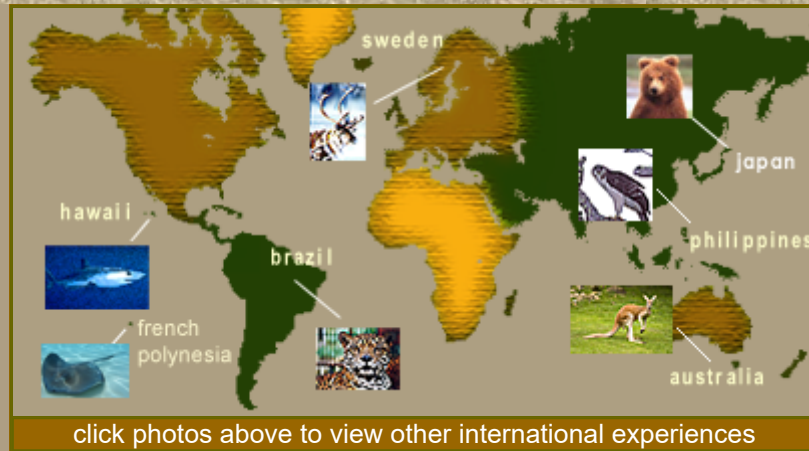 sweden
japan
hawaii
philippines
brazil
french
polynesia
australia
click photos above to view other international experiences